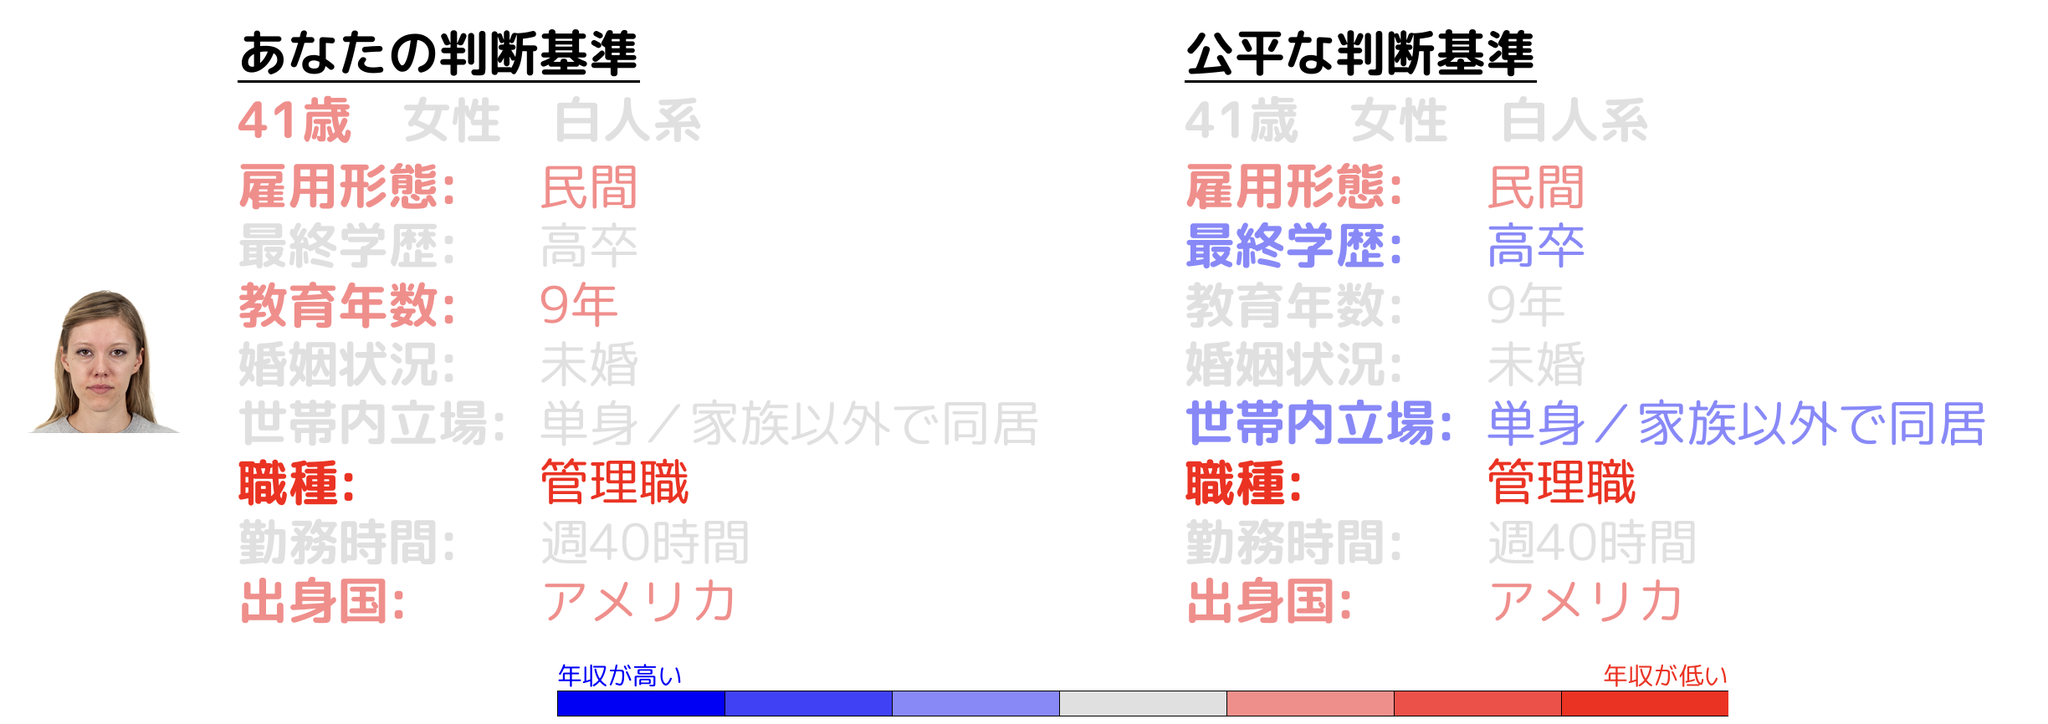 あなたの判断基準
41歳 女性 白人系
雇用形態: 民間
最終学歴: 高卒
教育年数: 9年
婚姻状況: 未婚
世帯内立場: 単身／家族以外で同居
職種: 管理職
勤務時間: 週40時間
出身国: アメリカ
公平な判断基準
41歳 女性 白人系
雇用形態: 民間
最終学歴: 高卒
教育年数: 9年
婚姻状況: 未婚
世帯内立場: 単身／家族以外で同居
職種: 管理職
勤務時間: 週40時間
出身国: アメリカ
年収が高い
年収が低い